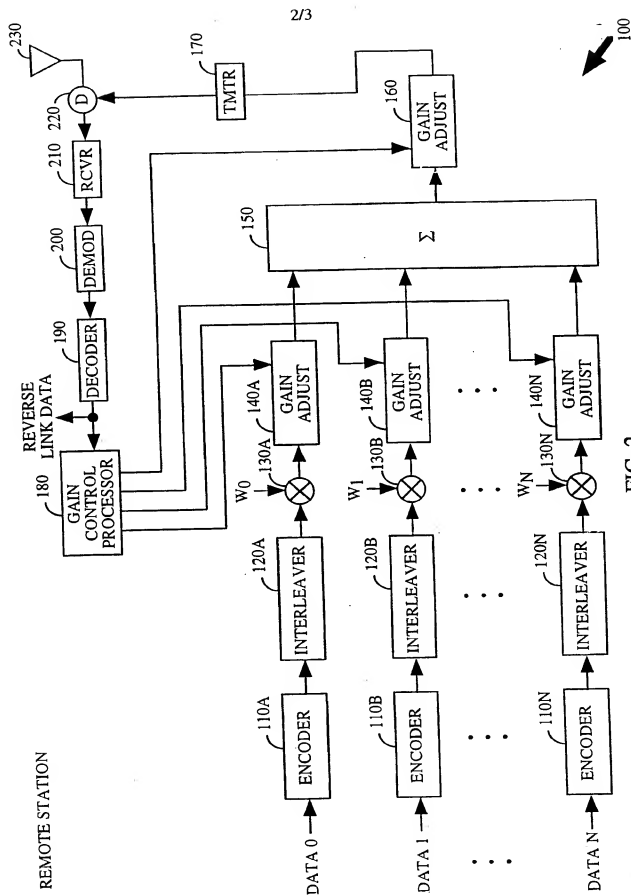 2/3
REMOTE STATION
230
D
220
210
RCVR
200
DEMOD
190
DECODER
REVERSE
LINK DATA
180
GAIN
CONTROL
PROCESSOR
170
TMTR
160
GAIN
ADJUST
100
150
Σ
DATA 0
110A
ENCODER
120A
INTERLEAVER
W0
130A
140A
GAIN
ADJUST
DATA 1
110B
ENCODER
120B
INTERLEAVER
W1
130B
140B
GAIN
ADJUST
. . .
. . .
. . .
. . .
. . .
DATA N
110N
ENCODER
120N
INTERLEAVER
WN
130N
140N
GAIN
ADJUST